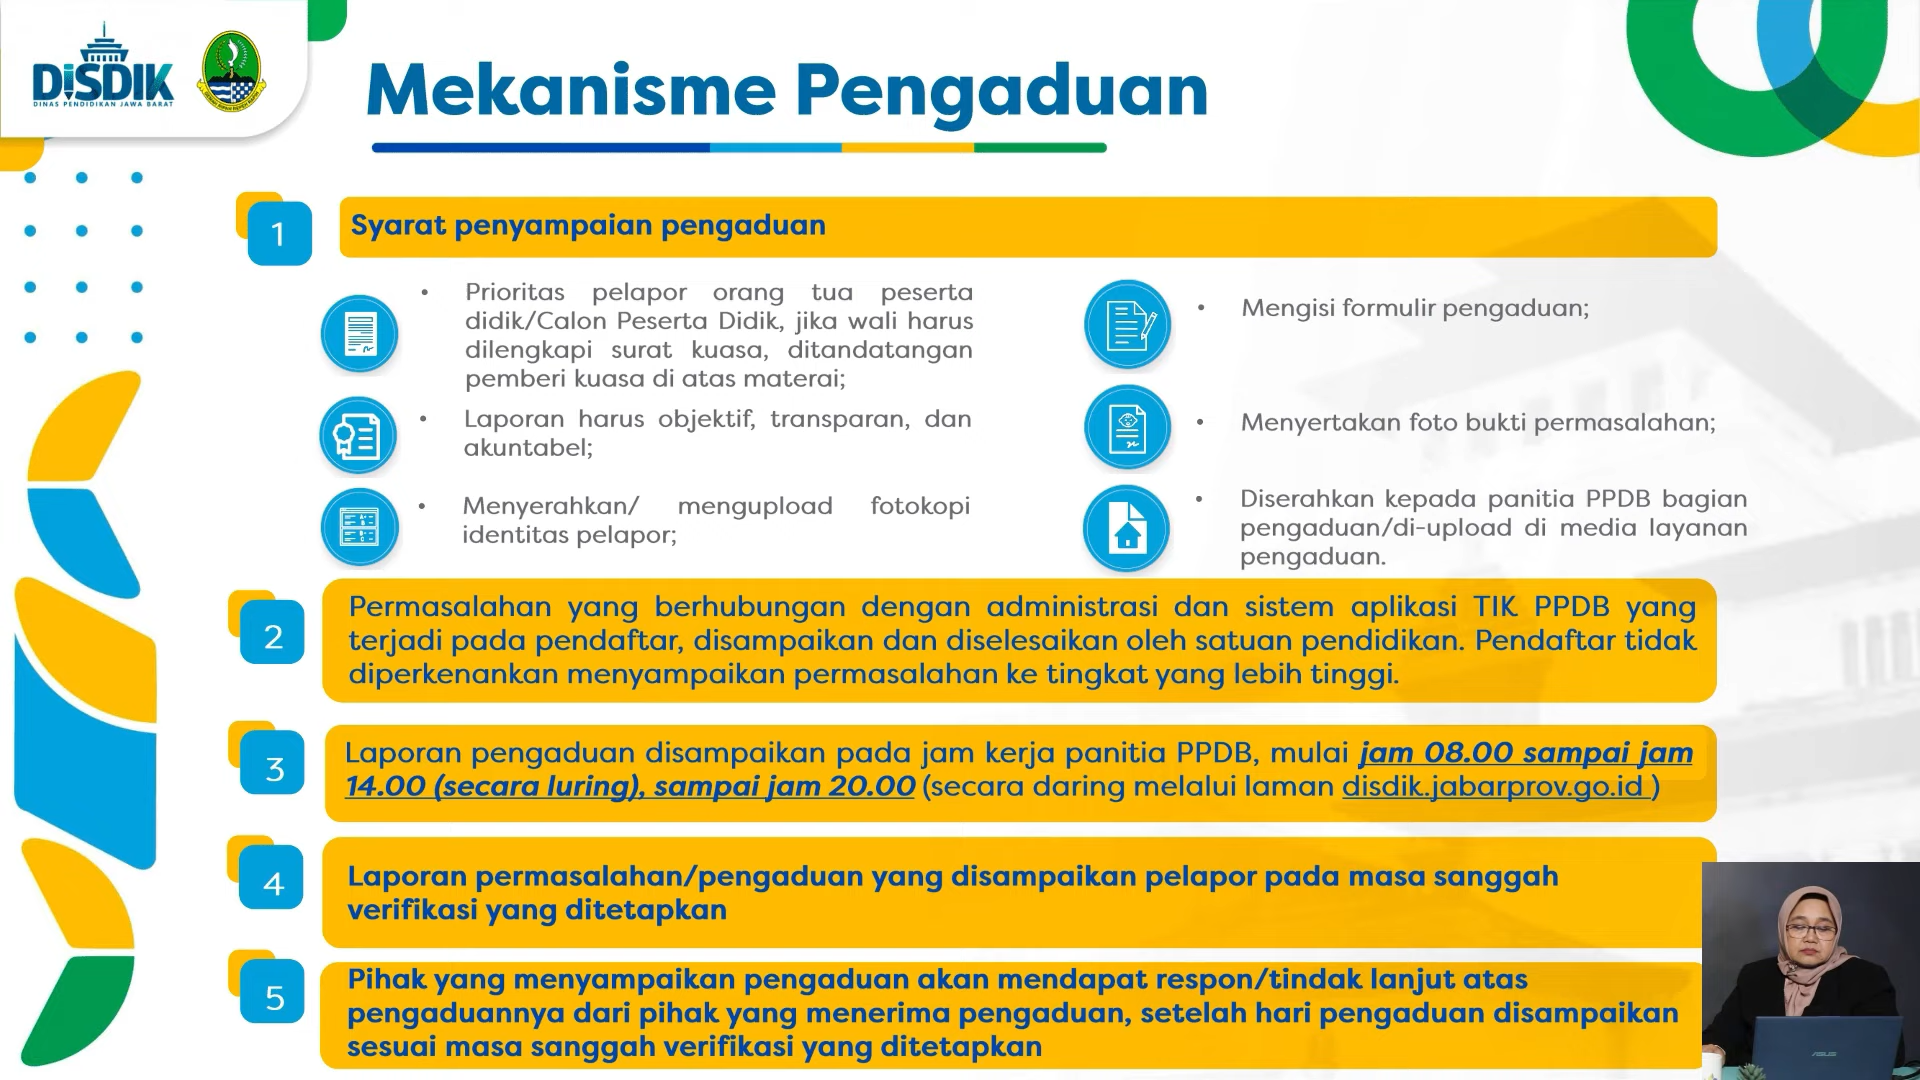 DiSDIK
DINAS PENDIDIKAN JAWA BARAT
Mekanisme Pengaduan
1
Syarat penyampaian pengaduan
• Prioritas pelapor orang tua peserta
didik/Calon Peserta Didik, jika wali harus
dilengkapi surat kuasa, ditandatangan
pemberi kuasa di atas materai;
• Laporan harus objektif, transparan, dan
akuntabel;
• Menyerahkan/ mengupload fotokopi
identitas pelapor;
• Mengisi formulir pengaduan;
• Menyertakan foto bukti permasalahan;
• Diserahkan kepada panitia PPDB bagian
pengaduan/di-upload di media layanan
pengaduan.
2
Permasalahan yang berhubungan dengan administrasi dan sistem aplikasi TIK PPDB yang
terjadi pada pendaftar, disampaikan dan diselesaikan oleh satuan pendidikan. Pendaftar tidak
diperkenankan menyampaikan permasalahan ke tingkat yang lebih tinggi.
3
Laporan pengaduan disampaikan pada jam kerja panitia PPDB, mulai jam 08.00 sampai jam
14.00 (secara luring), sampai jam 20.00 (secara daring melalui laman disdik.jabarprov.go.id )
4
Laporan permasalahan/pengaduan yang disampaikan pelapor pada masa sanggah
verifikasi yang ditetapkan
5
Pihak yang menyampaikan pengaduan akan mendapat respon/tindak lanjut atas
pengaduannya dari pihak yang menerima pengaduan, setelah hari pengaduan disampaikan
sesuai masa sanggah verifikasi yang ditetapkan
ASUS